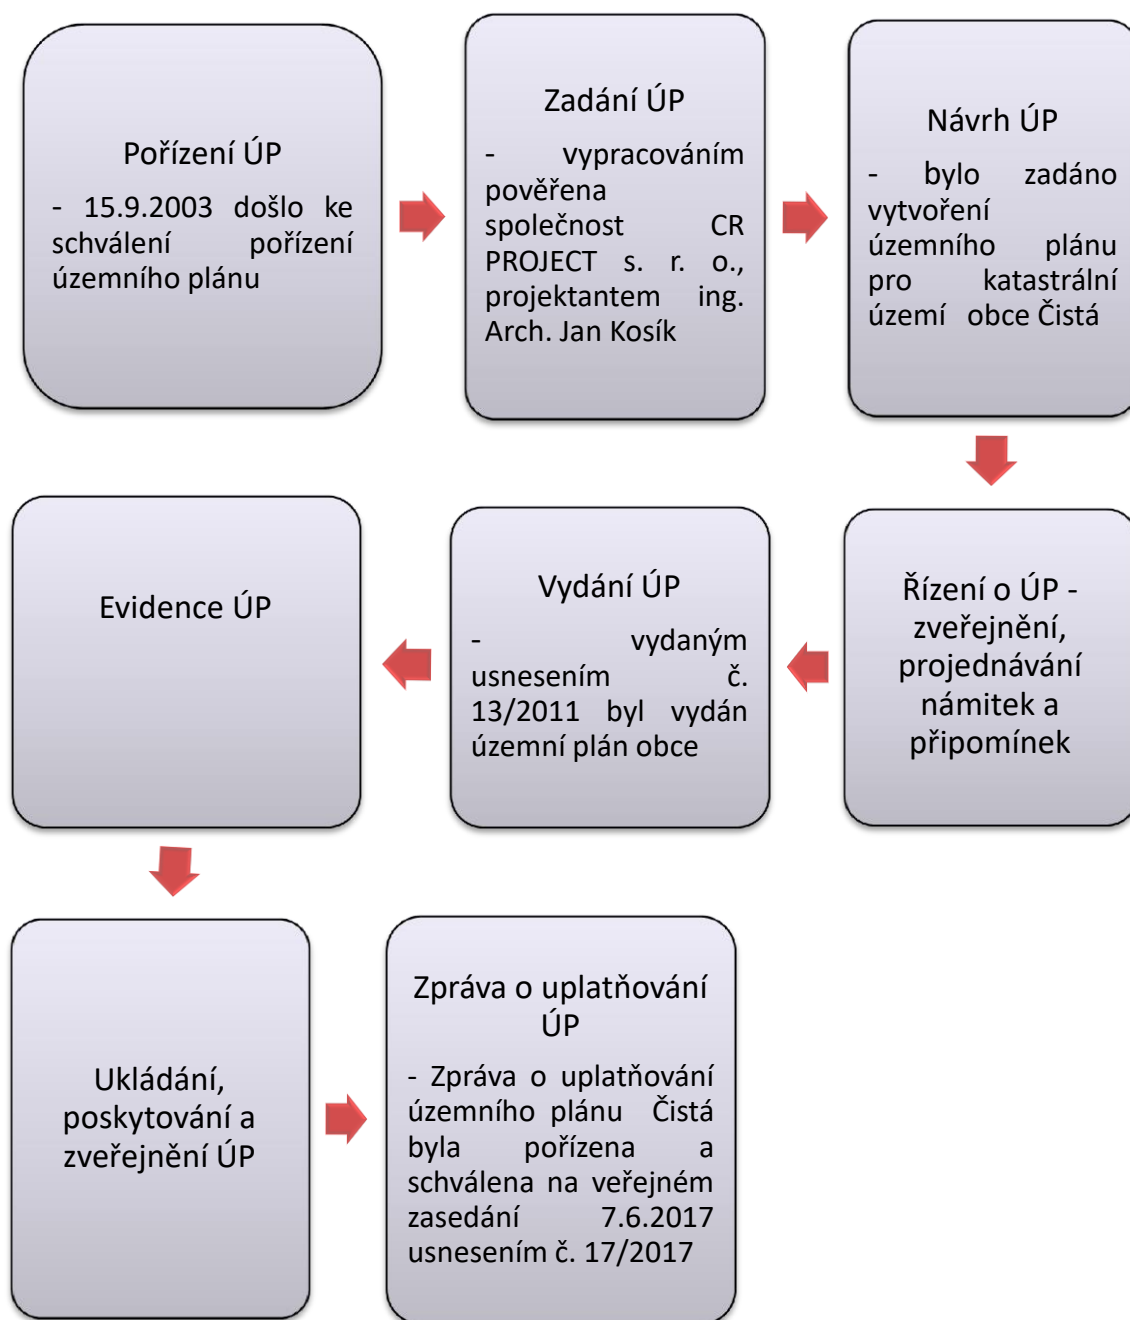 Pořízení ÚP
- 15.9.2003 došlo ke
schválení pořízení
územního plánu
Zadání ÚP
- vypracováním
pověřena
společnost CR
PROJECT s. r. o.,
projektantem ing.
Arch. Jan Kosík
Návrh ÚP
- bylo zadáno
vytvoření
územního plánu
pro katastrální
území obce Čistá
Řízení o ÚP -
zveřejnění,
projednávání
námitek a
připomínek
Vydání ÚP
- vydaným
usnesením č.
13/2011 byl vydán
územní plán obce
Evidence ÚP
Ukládání,
poskytování a
zveřejnění ÚP
Zpráva o uplatňování
ÚP
- Zpráva o uplatňování
územního plánu Čistá
byla pořízena a
schválena na veřejném
zasedání 7.6.2017
usnesením č. 17/2017